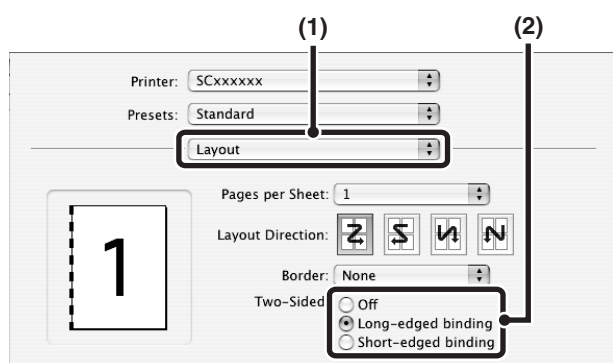 (1) (2)
Printer: SCxxxxxx
Presets: Standard
Layout
Pages per Sheet: 1
Layout Direction:
Border: None
Two-Sided
Off
Long-edged binding
Short-edged binding
1